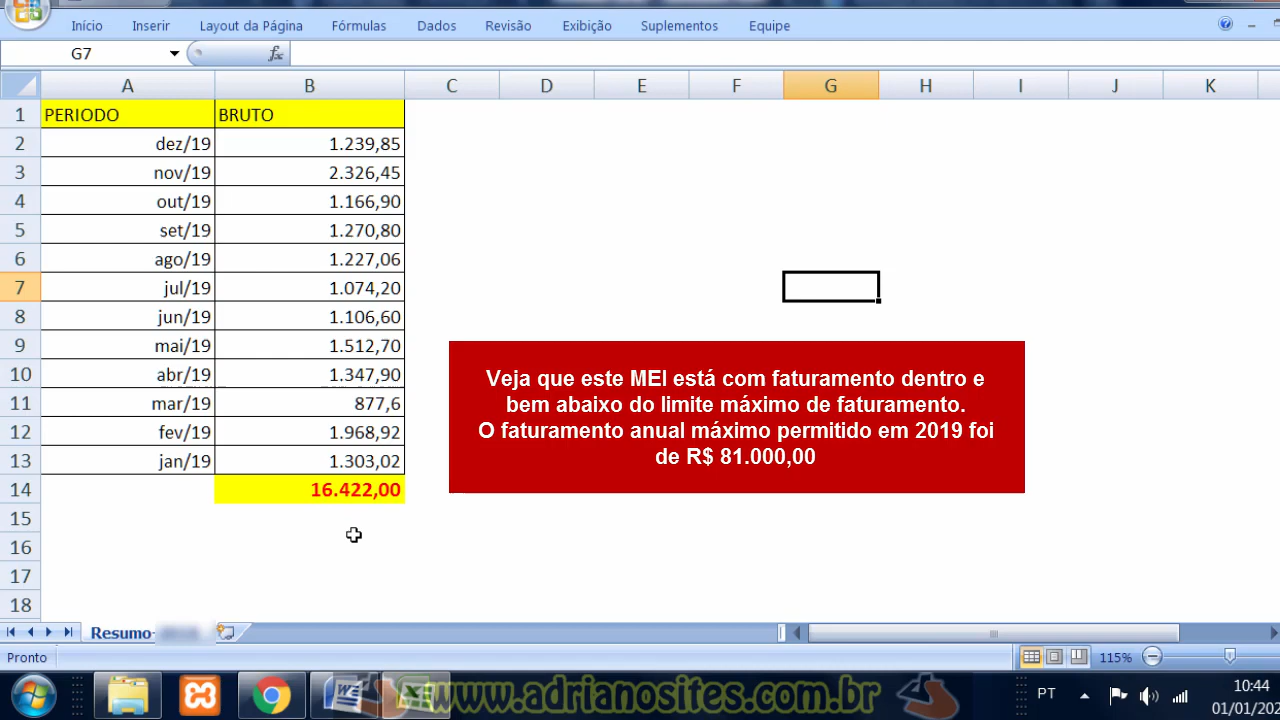 Início Inserir Layout da Página Fórmulas Dados Revisão Exibição Suplementos Equipe
G7 fx
A B C D E F G H I J K
1 PERIODO BRUTO
2 dez/19 1.239,85
3 nov/19 2.326,45
4 out/19 1.166,90
5 set/19 1.270,80
6 ago/19 1.227,06
7 jul/19 1.074,20
8 jun/19 1.106,60
9 mai/19 1.512,70
10 abr/19 1.347,90
11 mar/19 877,6
12 fev/19 1.968,92
13 jan/19 1.303,02
14 16.422,00
15
16
17
18
Veja que este MEI está com faturamento dentro e
bem abaixo do limite máximo de faturamento.
O faturamento anual máximo permitido em 2019 foi
de R$ 81.000,00
Resumo
Pronto 115%
www.adrianosites.com.br
PT 10:44
01/01/202